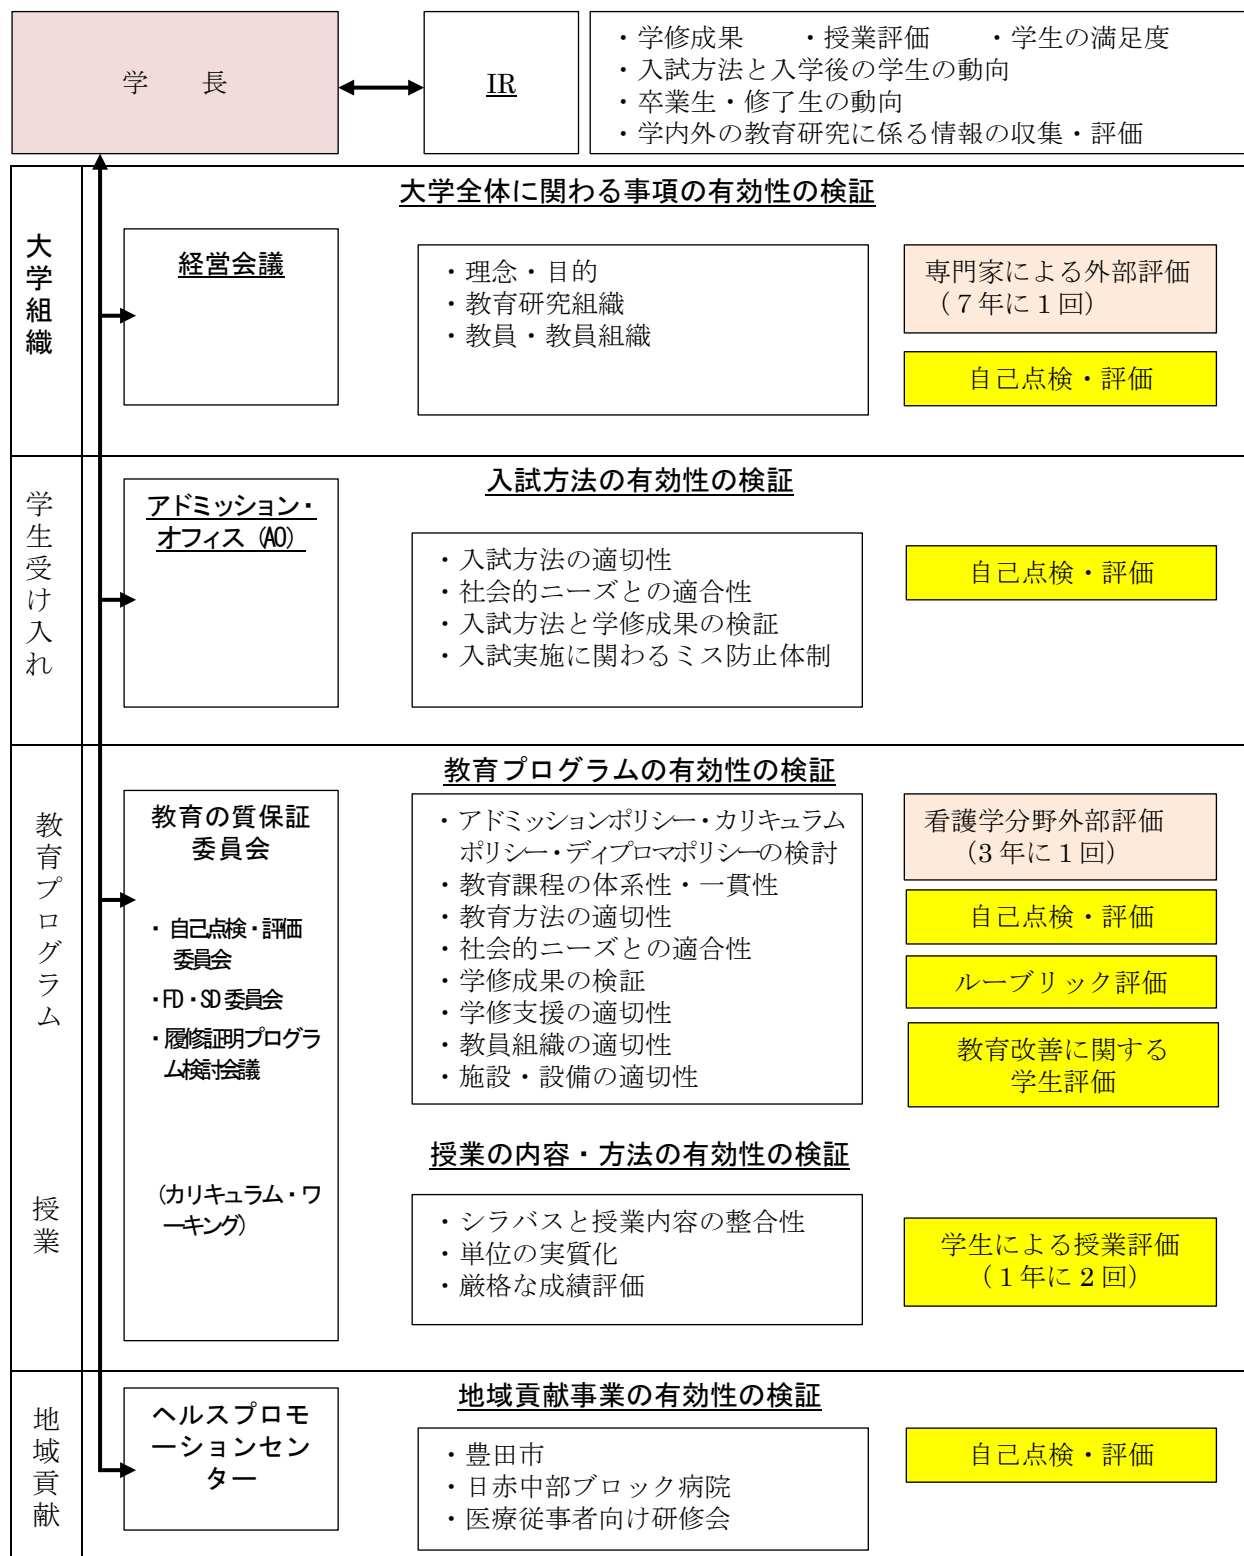 学　長
IR
・学修成果　・授業評価　・学生の満足度
・入試方法と入学後の学生の動向
・卒業生・修了生の動向
・学内外の教育研究に係る情報の収集・評価
大学組織
大学全体に関わる事項の有効性の検証
経営会議
・理念・目的
・教育研究組織
・教員・教員組織
専門家による外部評価
（７年に１回）
自己点検・評価
学生受け入れ
入試方法の有効性の検証
アドミッション・
オフィス（AO）
・入試方法の適切性
・社会的ニーズとの適合性
・入試方法と学修成果の検証
・入試実施に関わるミス防止体制
自己点検・評価
教育プログラム
教育プログラムの有効性の検証
教育の質保証
委員会
・自己点検・評価
委員会
・FD・SD委員会
・履修証明プログラ
ム検討会議
（カリキュラム・ワ
ーキング）
・アドミッションポリシー・カリキュラム
ポリシー・ディプロマポリシーの検討
・教育課程の体系性・一貫性
・教育方法の適切性
・社会的ニーズとの適合性
・学修成果の検証
・学修支援の適切性
・教員組織の適切性
・施設・設備の適切性
看護学分野外部評価
（3年に１回）
自己点検・評価
ルーブリック評価
教育改善に関する
学生評価
授業
授業の内容・方法の有効性の検証
・シラバスと授業内容の整合性
・単位の実質化
・厳格な成績評価
学生による授業評価
（１年に２回）
地域貢献
地域貢献事業の有効性の検証
ヘルスプロモ
ーションセン
ター
・豊田市
・日赤中部ブロック病院
・医療従事者向け研修会
自己点検・評価